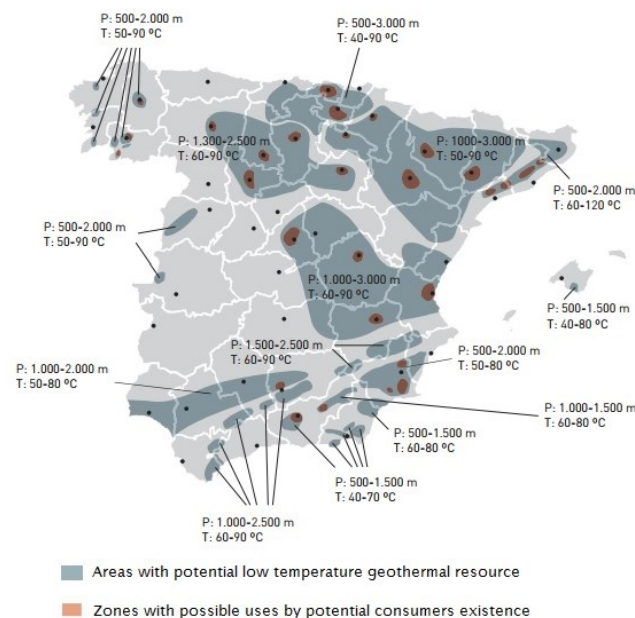 P: 500-2.000 m
T: 50-90 ºC
P: 500-3.000 m
T: 40-90 ºC
P: 1.300-2.500 m
T: 60-90 ºC
P: 1000-3.000 m
T: 50-90 ºC
P: 500-2.000 m
T: 60-120 ºC
P: 500-2.000 m
T: 50-90 ºC
P: 1.000-3.000 m
T: 60-90 ºC
P: 500-1.500 m
T: 40-80 ºC
P: 1.500-2.500 m
T: 60-90 ºC
P: 500-2.000 m
T: 50-80 ºC
P: 1.000-2.000 m
T: 50-80 ºC
P: 1.000-1.500 m
T: 60-80 ºC
P: 500-1.500 m
T: 60-80 ºC
P: 500-1.500 m
T: 40-70 ºC
P: 1.000-2.500 m
T: 60-90 ºC
Areas with potential low temperature geothermal resource
Zones with possible uses by potential consumers existence